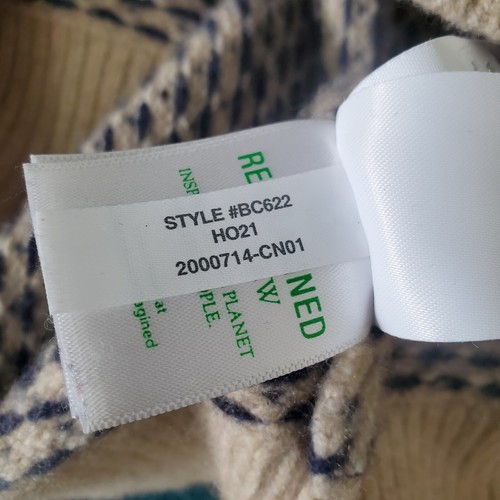 STYLE #BC622
HO21
2000714-CN01
RE
NED
INSP
W
PLANET
PLE.
at
agined